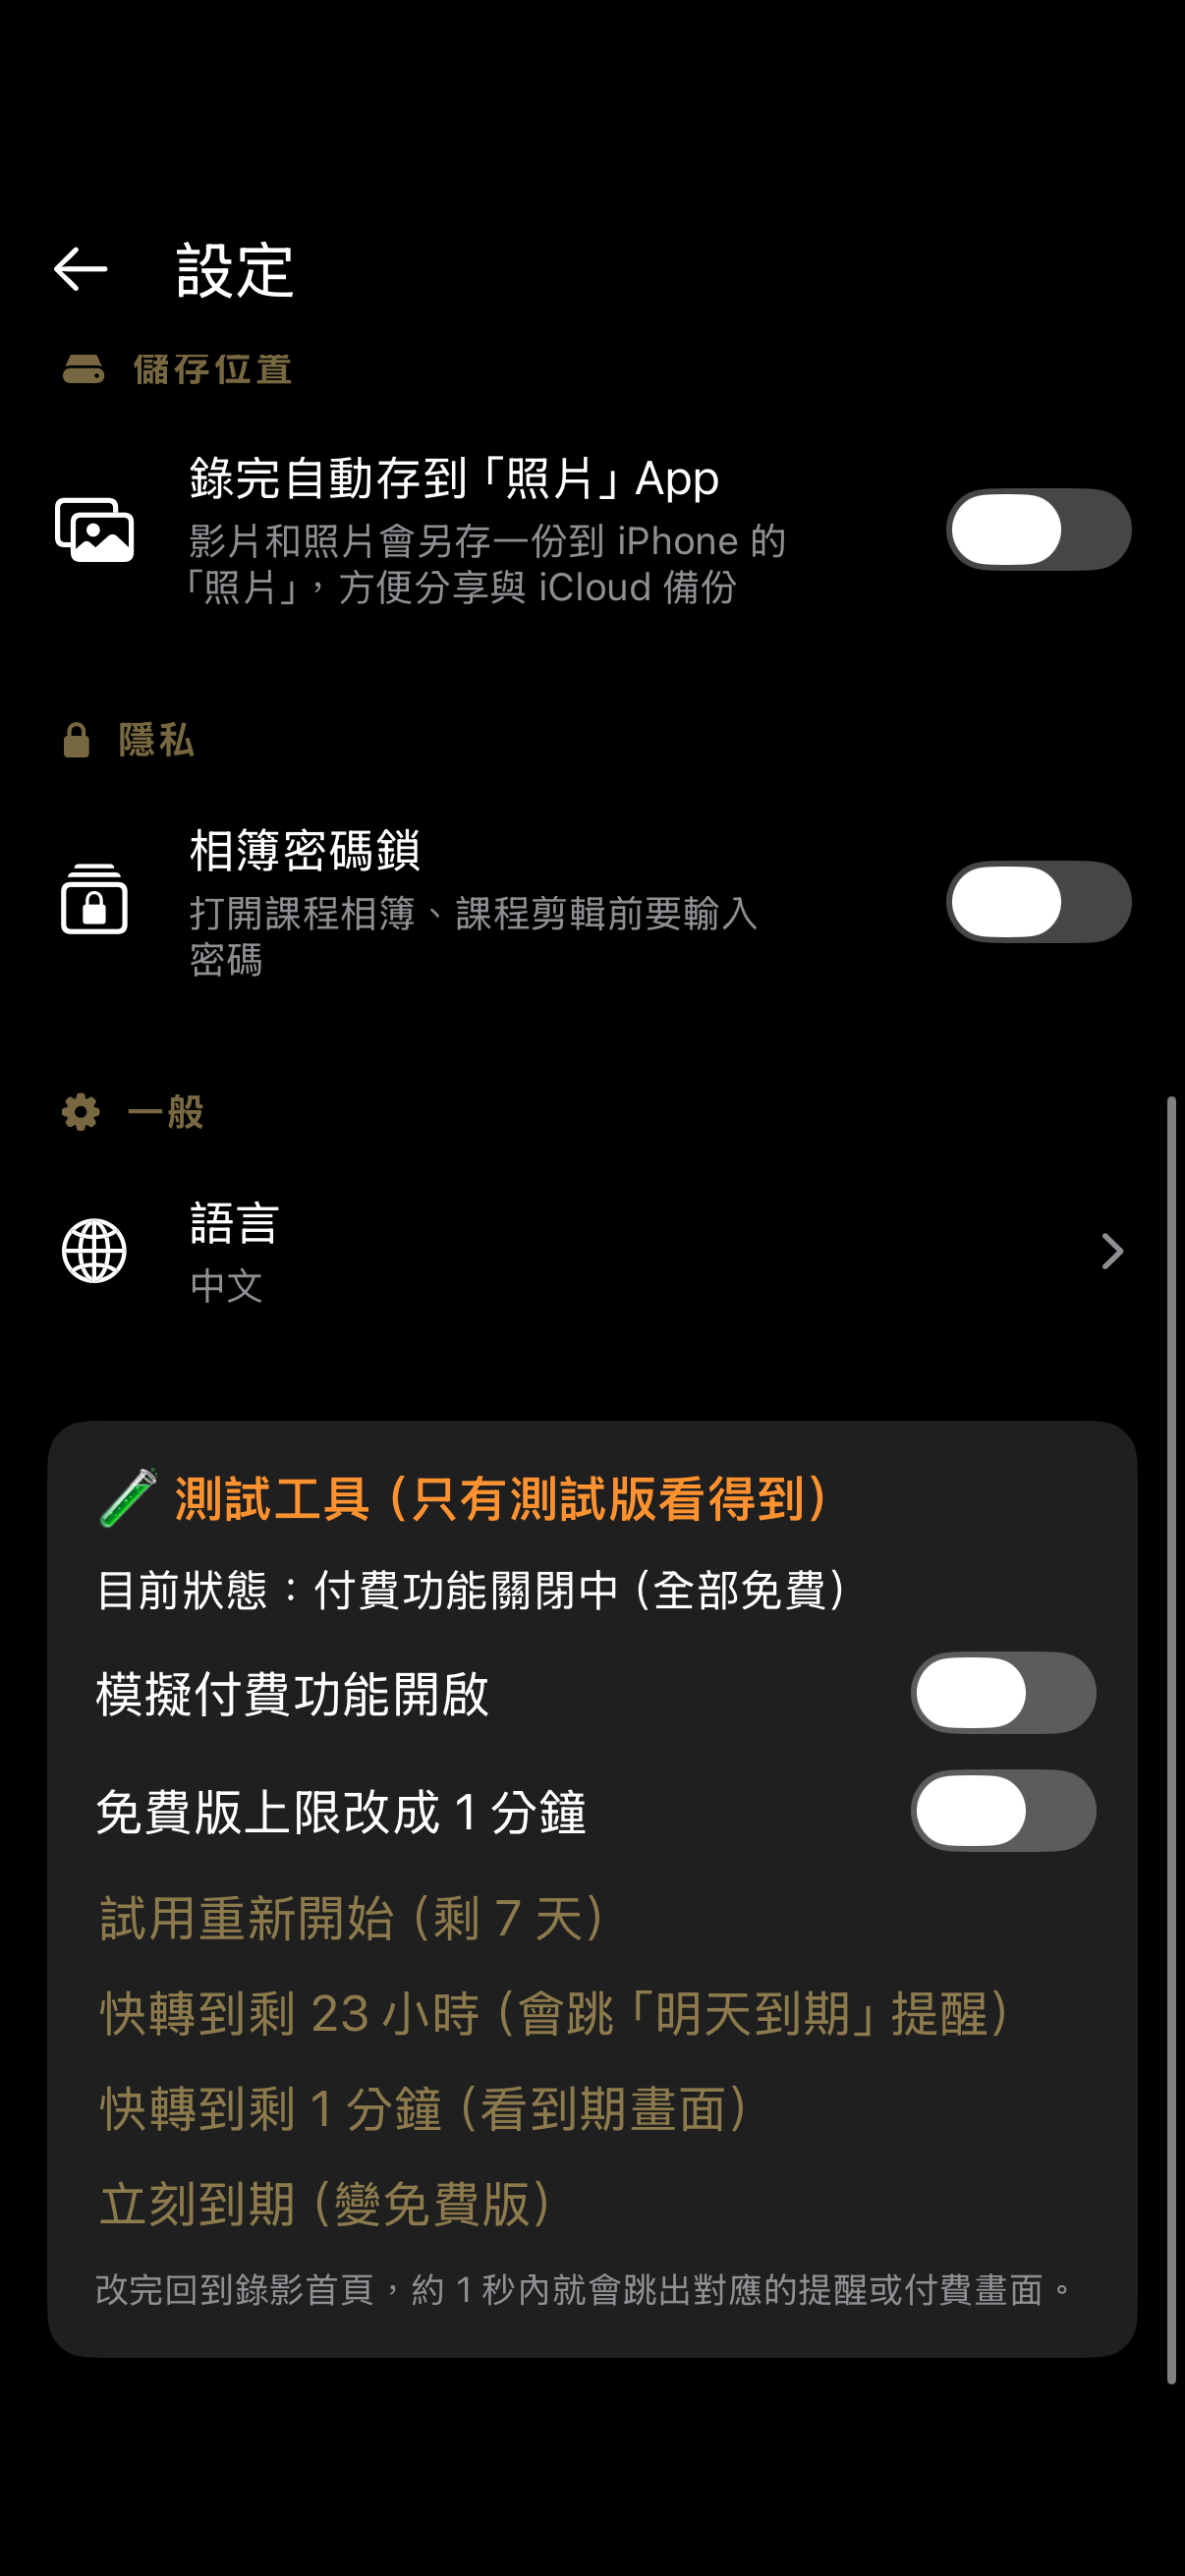 設定
儲存位置
錄完自動存到「照片」App
影片和照片會另存一份到 iPhone 的
「照片」，方便分享與 iCloud 備份
隱私
相簿密碼鎖
打開課程相簿、課程剪輯前要輸入
密碼
一般
語言
中文
測試工具（只有測試版看得到）
目前狀態：付費功能關閉中（全部免費）
模擬付費功能開啟
免費版上限改成 1 分鐘
試用重新開始（剩 7 天）
快轉到剩 23 小時（會跳「明天到期」提醒）
快轉到剩 1 分鐘（看到期畫面）
立刻到期（變免費版）
改完回到錄影首頁，約 1 秒內就會跳出對應的提醒或付費畫面。